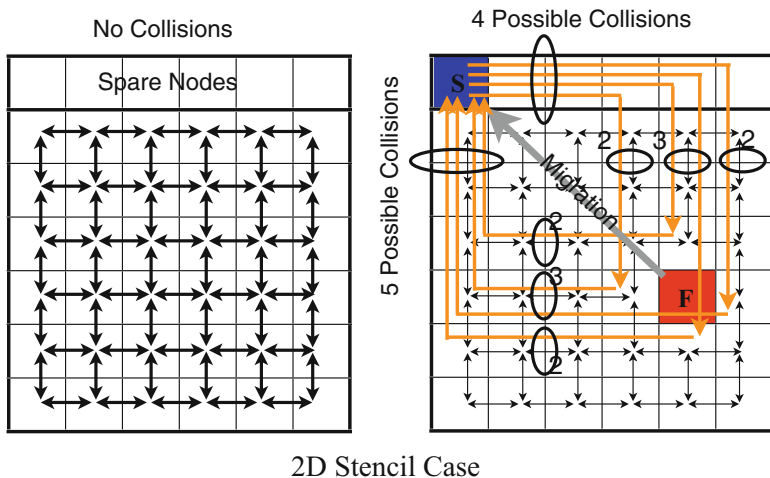 No Collisions
4 Possible Collisions
Spare Nodes
S
5 Possible Collisions
2
3
2
Migration
2
3
F
2
2D Stencil Case